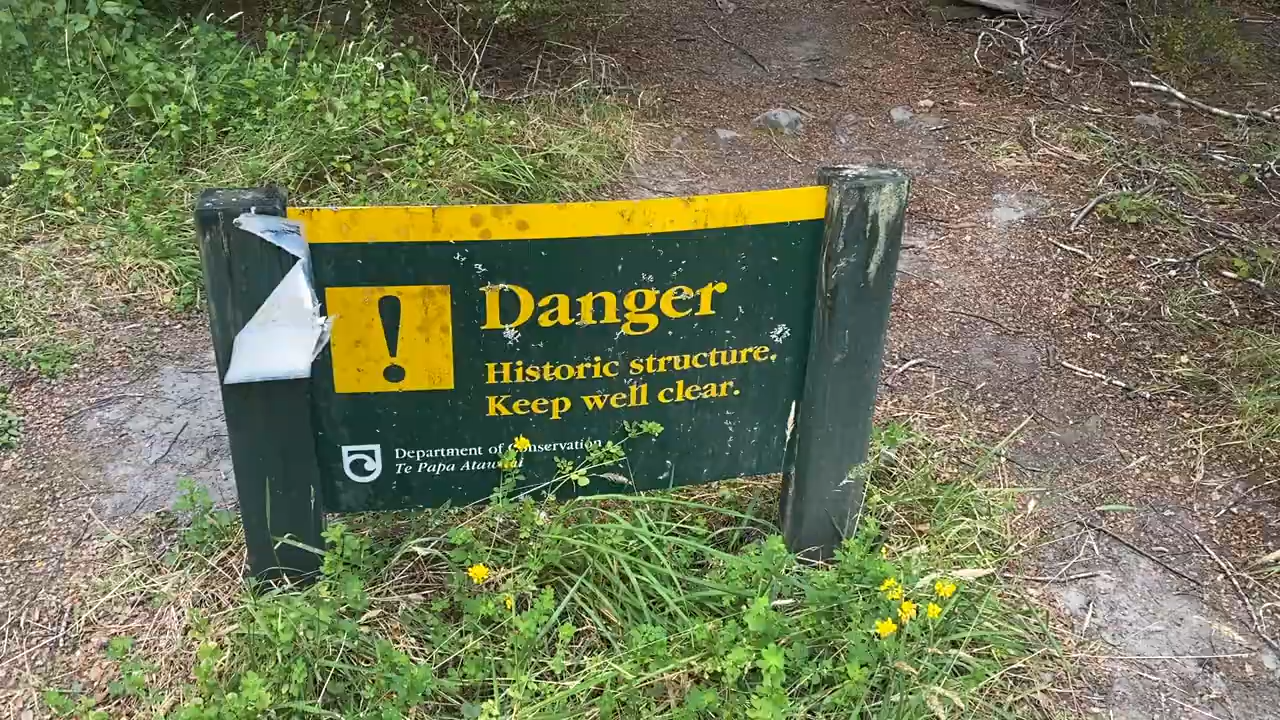 !
Danger
Historic structure.
Keep well clear.
Department of Conservation
Te Papa Atawhai